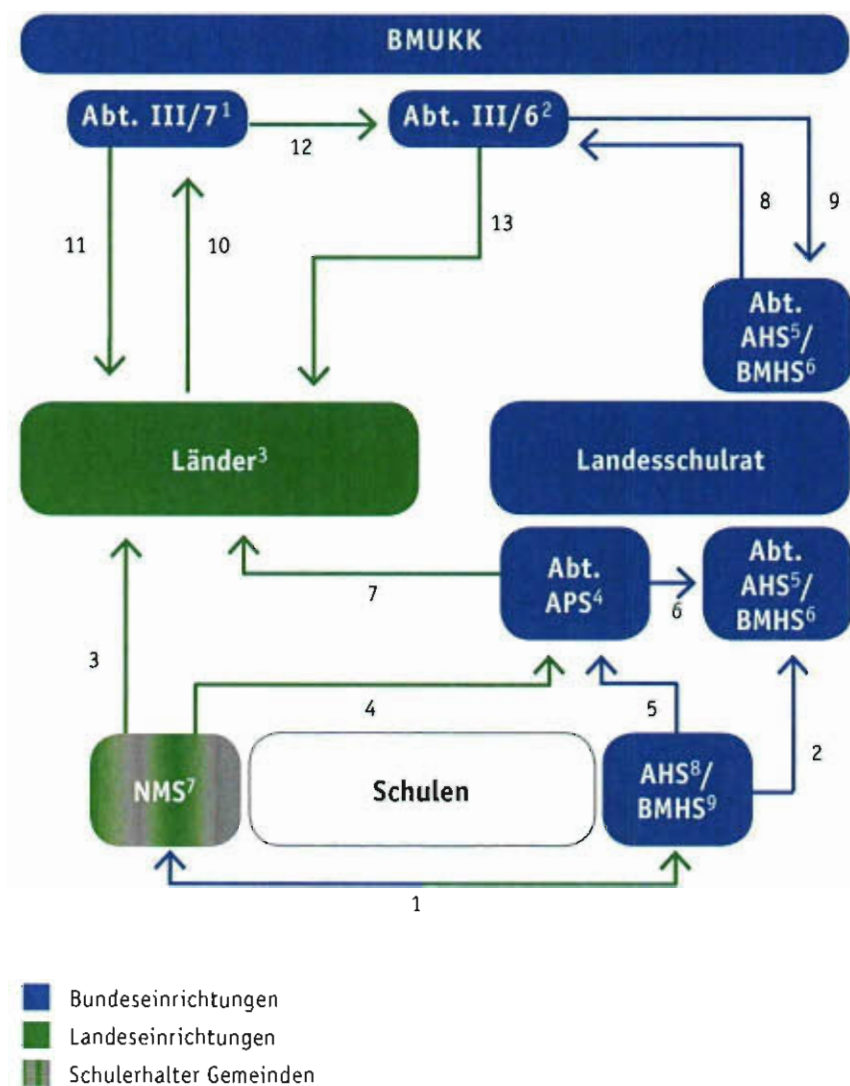 BMUKK
Abt. III/7¹
Abt. III/6²
12
11
10
13
8
9
Abt.
AHS⁵/
BMHS⁶
Länder³
Landesschulrat
Abt.
APS⁴
Abt.
AHS⁵/
BMHS⁶
7
6
3
4
5
2
NMS⁷
Schulen
AHS⁸/
BMHS⁹
1
Bundeseinrichtungen
Landeseinrichtungen
Schulerhalter Gemeinden